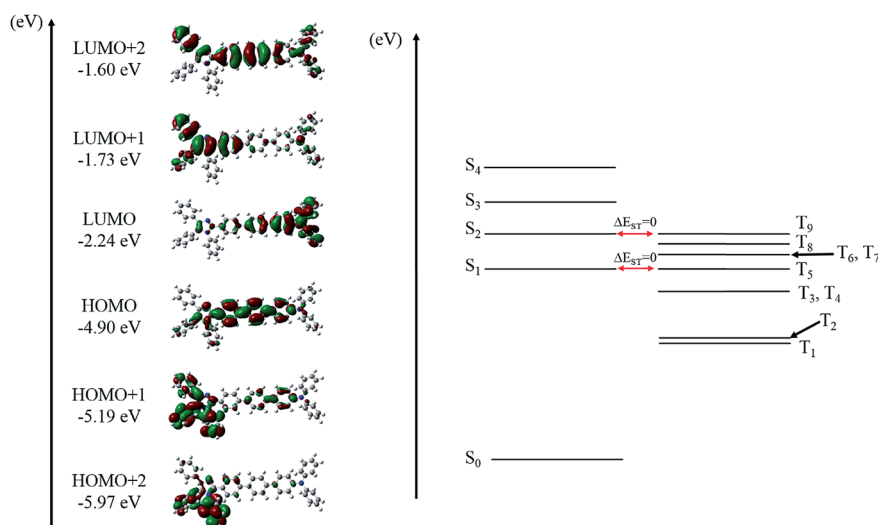 (eV)
LUMO+2
-1.60 eV
LUMO+1
-1.73 eV
LUMO
-2.24 eV
HOMO
-4.90 eV
HOMO+1
-5.19 eV
HOMO+2
-5.97 eV
(eV)
S4
S3
S2
S1
S0
ΔEST=0
ΔEST=0
T9
T8
T6, T7
T5
T3, T4
T2
T1